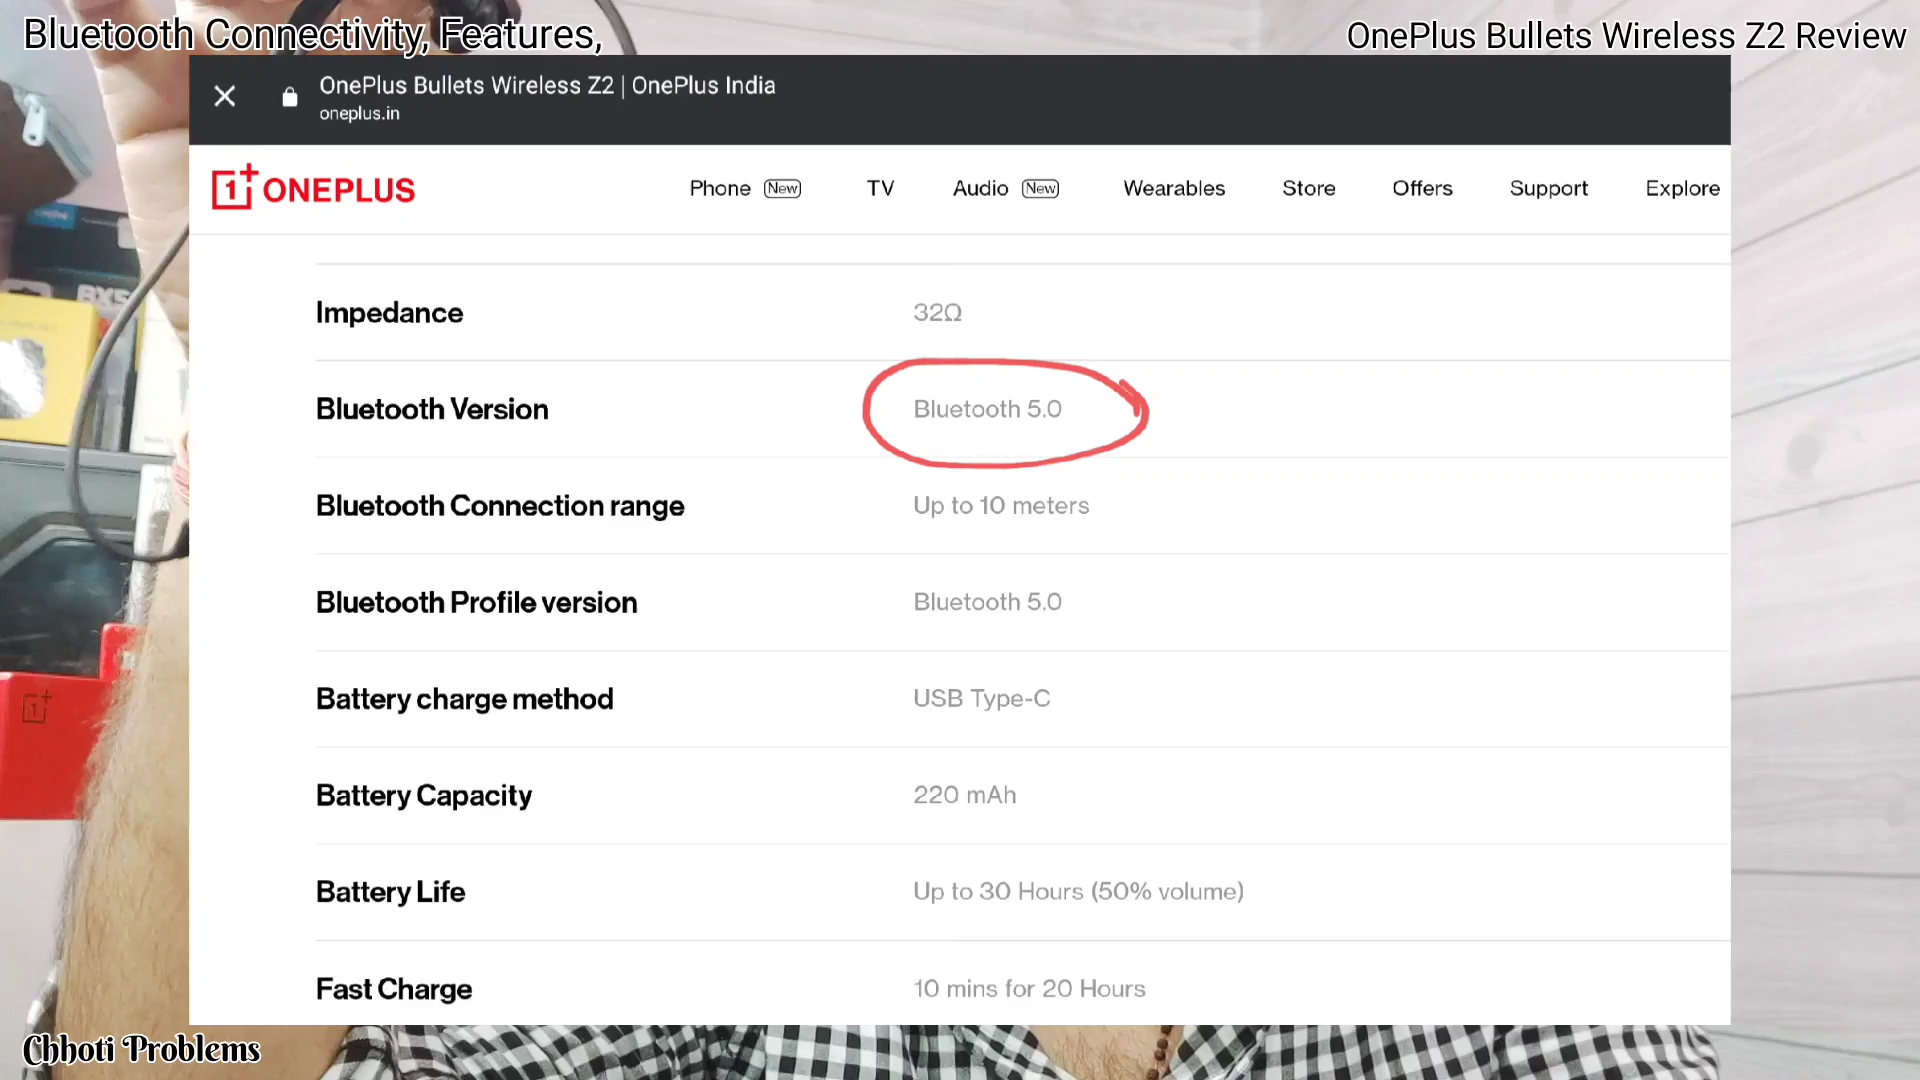 Bluetooth Connectivity, Features,
OnePlus Bullets Wireless Z2 Review
OnePlus Bullets Wireless Z2 | OnePlus India
oneplus.in
ONEPLUS
Phone New TV Audio New Wearables Store Offers Support Explore
Impedance 32Ω
Bluetooth Version Bluetooth 5.0
Bluetooth Connection range Up to 10 meters
Bluetooth Profile version Bluetooth 5.0
Battery charge method USB Type-C
Battery Capacity 220 mAh
Battery Life Up to 30 Hours (50% volume)
Fast Charge 10 mins for 20 Hours
Chhoti Problems